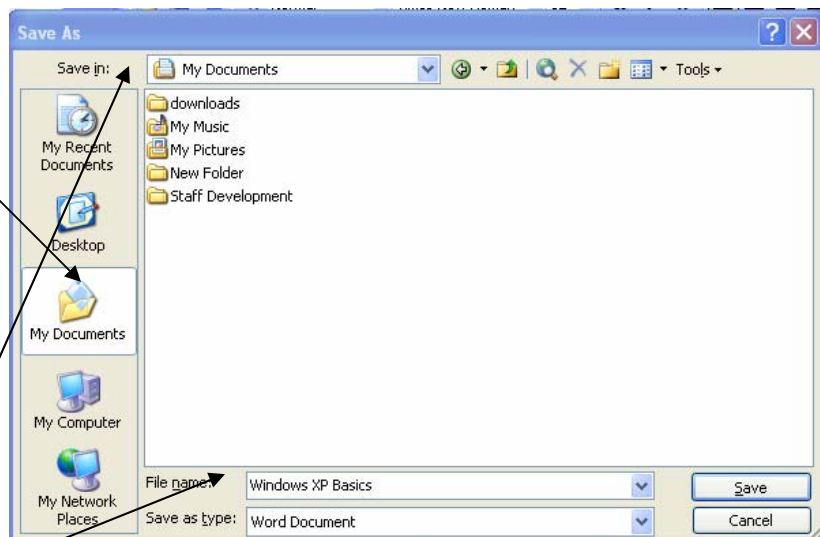 Save As
Save in:
My Documents
Tools
My Recent
Documents
Desktop
My Documents
My Computer
My Network
Places
downloads
My Music
My Pictures
New Folder
Staff Development
File name:
Windows XP Basics
Save
Save as type:
Word Document
Cancel